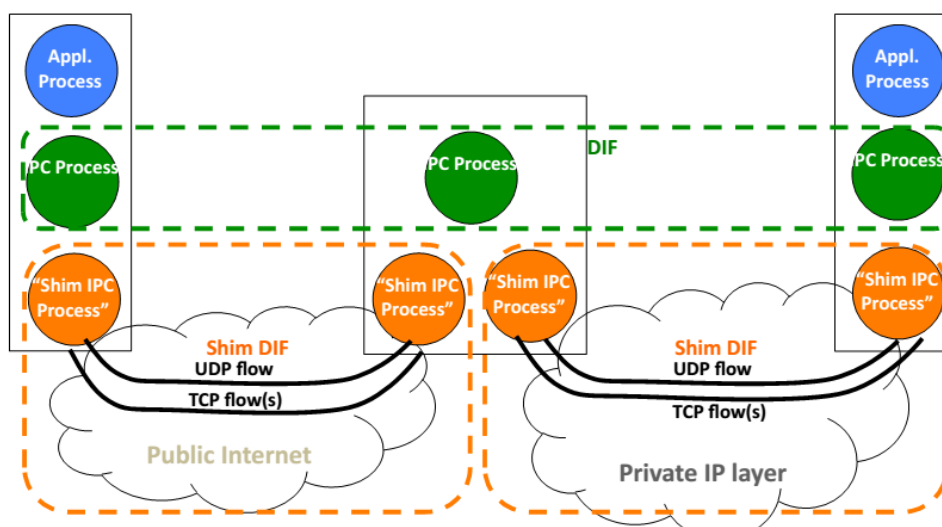 Appl.
Process
Appl.
Process
DIF
PC Process
PC Process
PC Process
“Shim IPC
Process”
“Shim IPC
Process”
“Shim IPC
Process”
“Shim IPC
Process”
Shim DIF
UDP flow
TCP flow(s)
Public Internet
Shim DIF
UDP flow
TCP flow(s)
Private IP layer